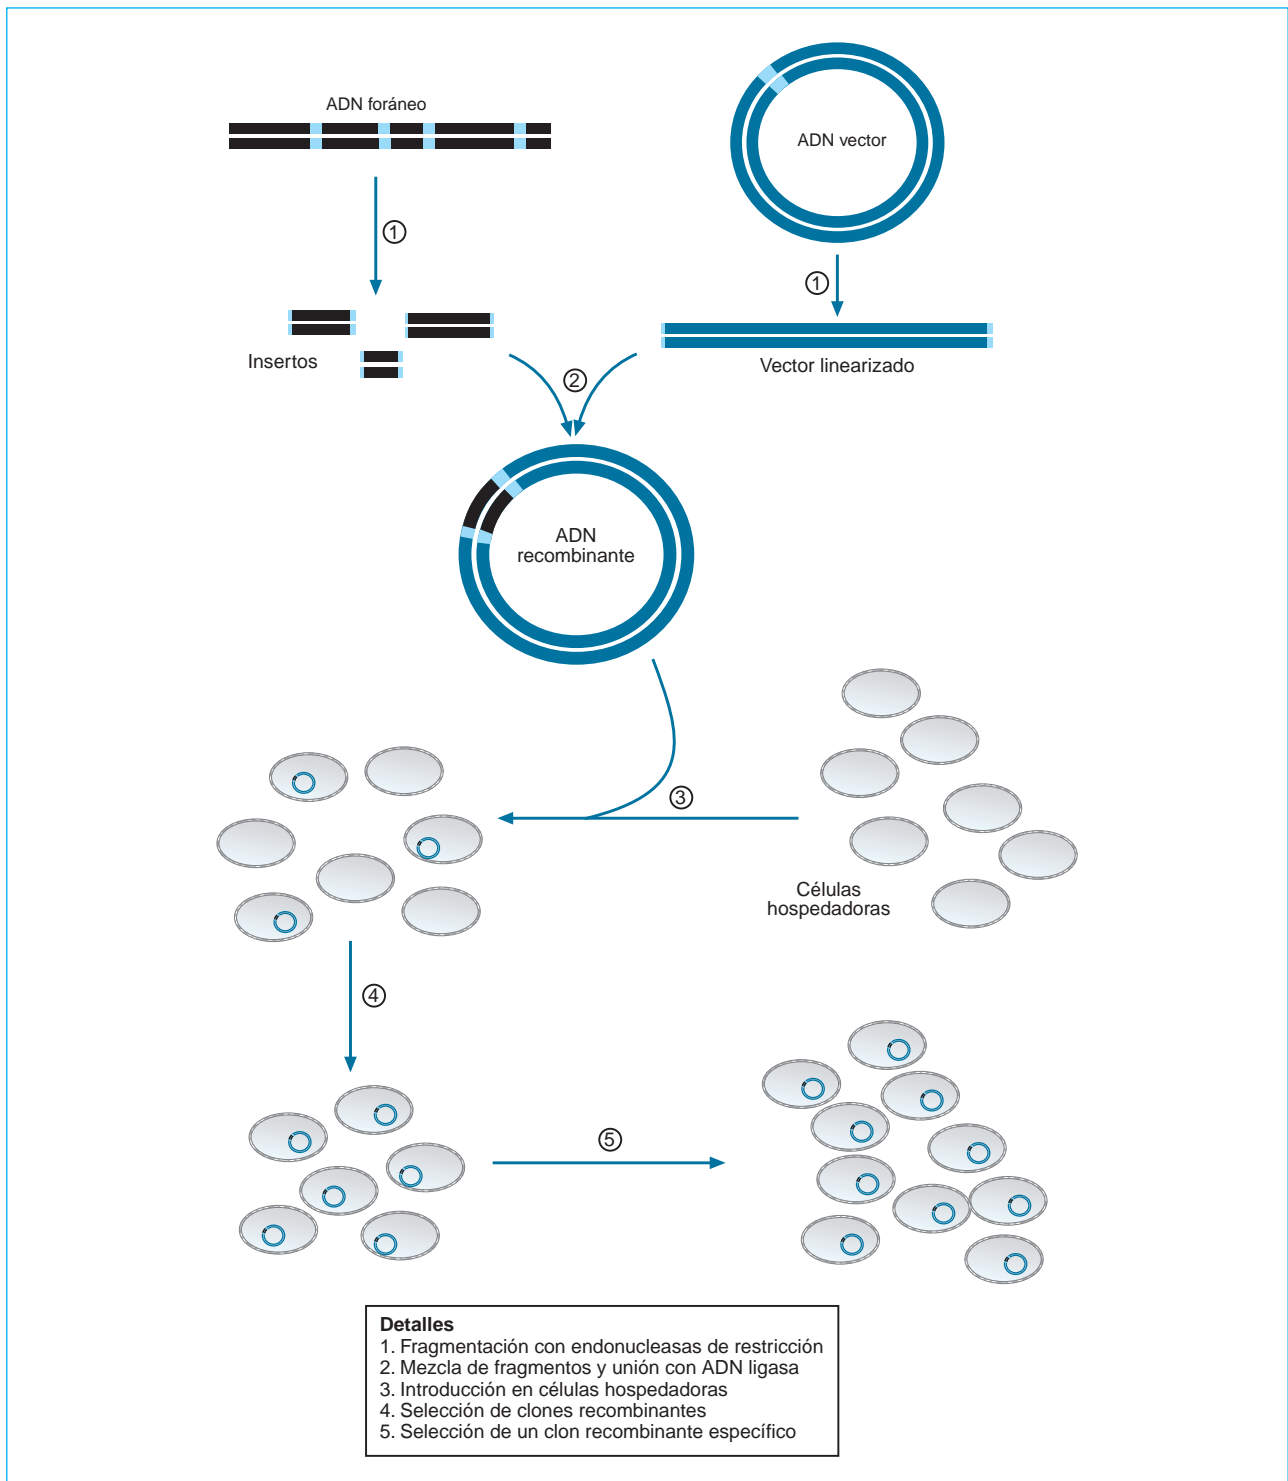 ADN foráneo
ADN vector
1
1
Insertos
Vector linearizado
2
ADN
recombinante
3
Células
hospedadoras
4
5
Detalles
1. Fragmentación con endonucleasas de restricción
2. Mezcla de fragmentos y unión con ADN ligasa
3. Introducción en células hospedadoras
4. Selección de clones recombinantes
5. Selección de un clon recombinante específico